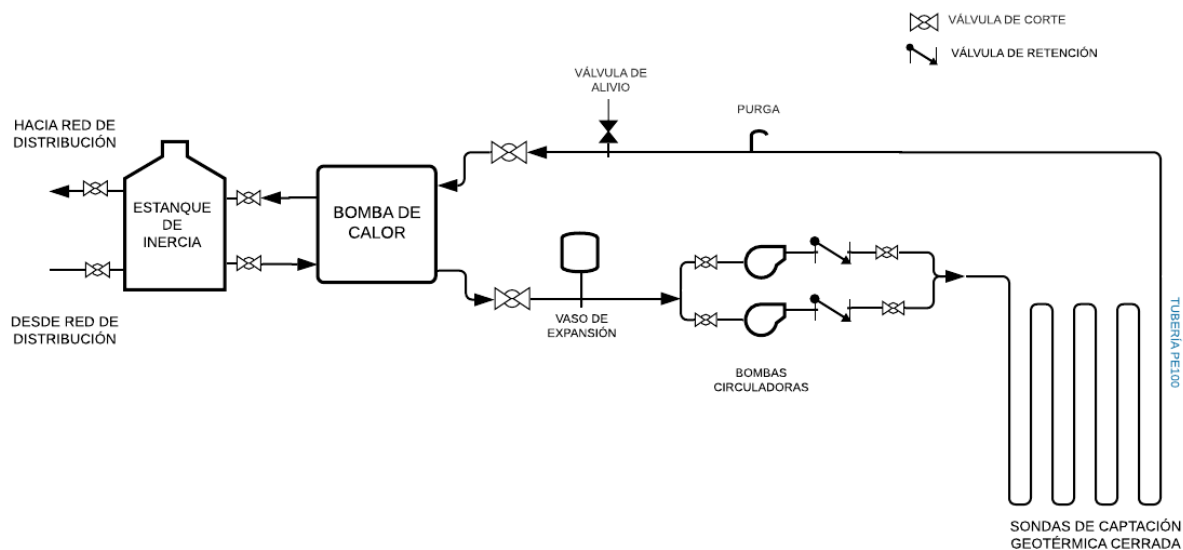 VÁLVULA DE CORTE
VÁLVULA DE RETENCIÓN
VÁLVULA DE
ALIVIO
PURGA
HACIA RED DE
DISTRIBUCIÓN
ESTANQUE
DE
INERCIA
BOMBA DE
CALOR
DESDE RED DE
DISTRIBUCIÓN
VASO DE
EXPANSIÓN
BOMBAS
CIRCULADORAS
TUBERÍA PE100
SONDAS DE CAPTACIÓN
GEOTÉRMICA CERRADA